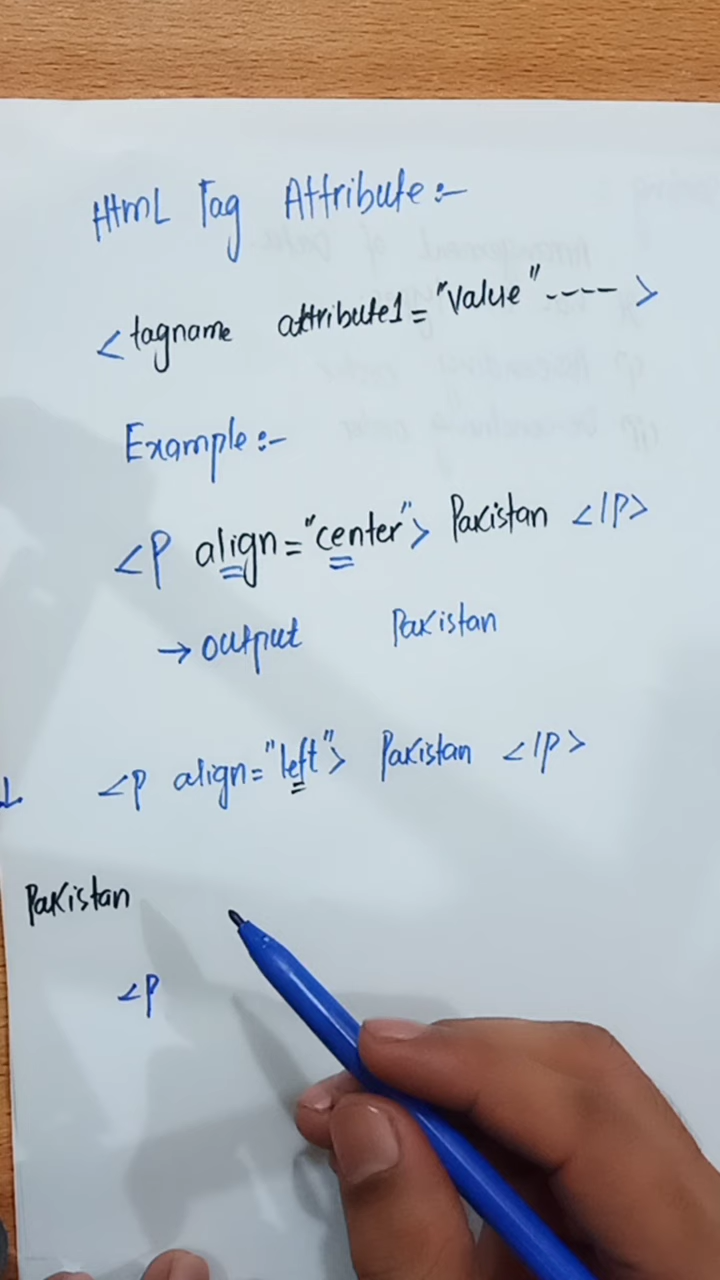 HtmL Tag Attribute:-
<tagname attribute1="value"---->
Example:-
<P align="center"> Pakistan </P>
→ output Pakistan
<P align="left"> Pakistan </P>
Pakistan
<P